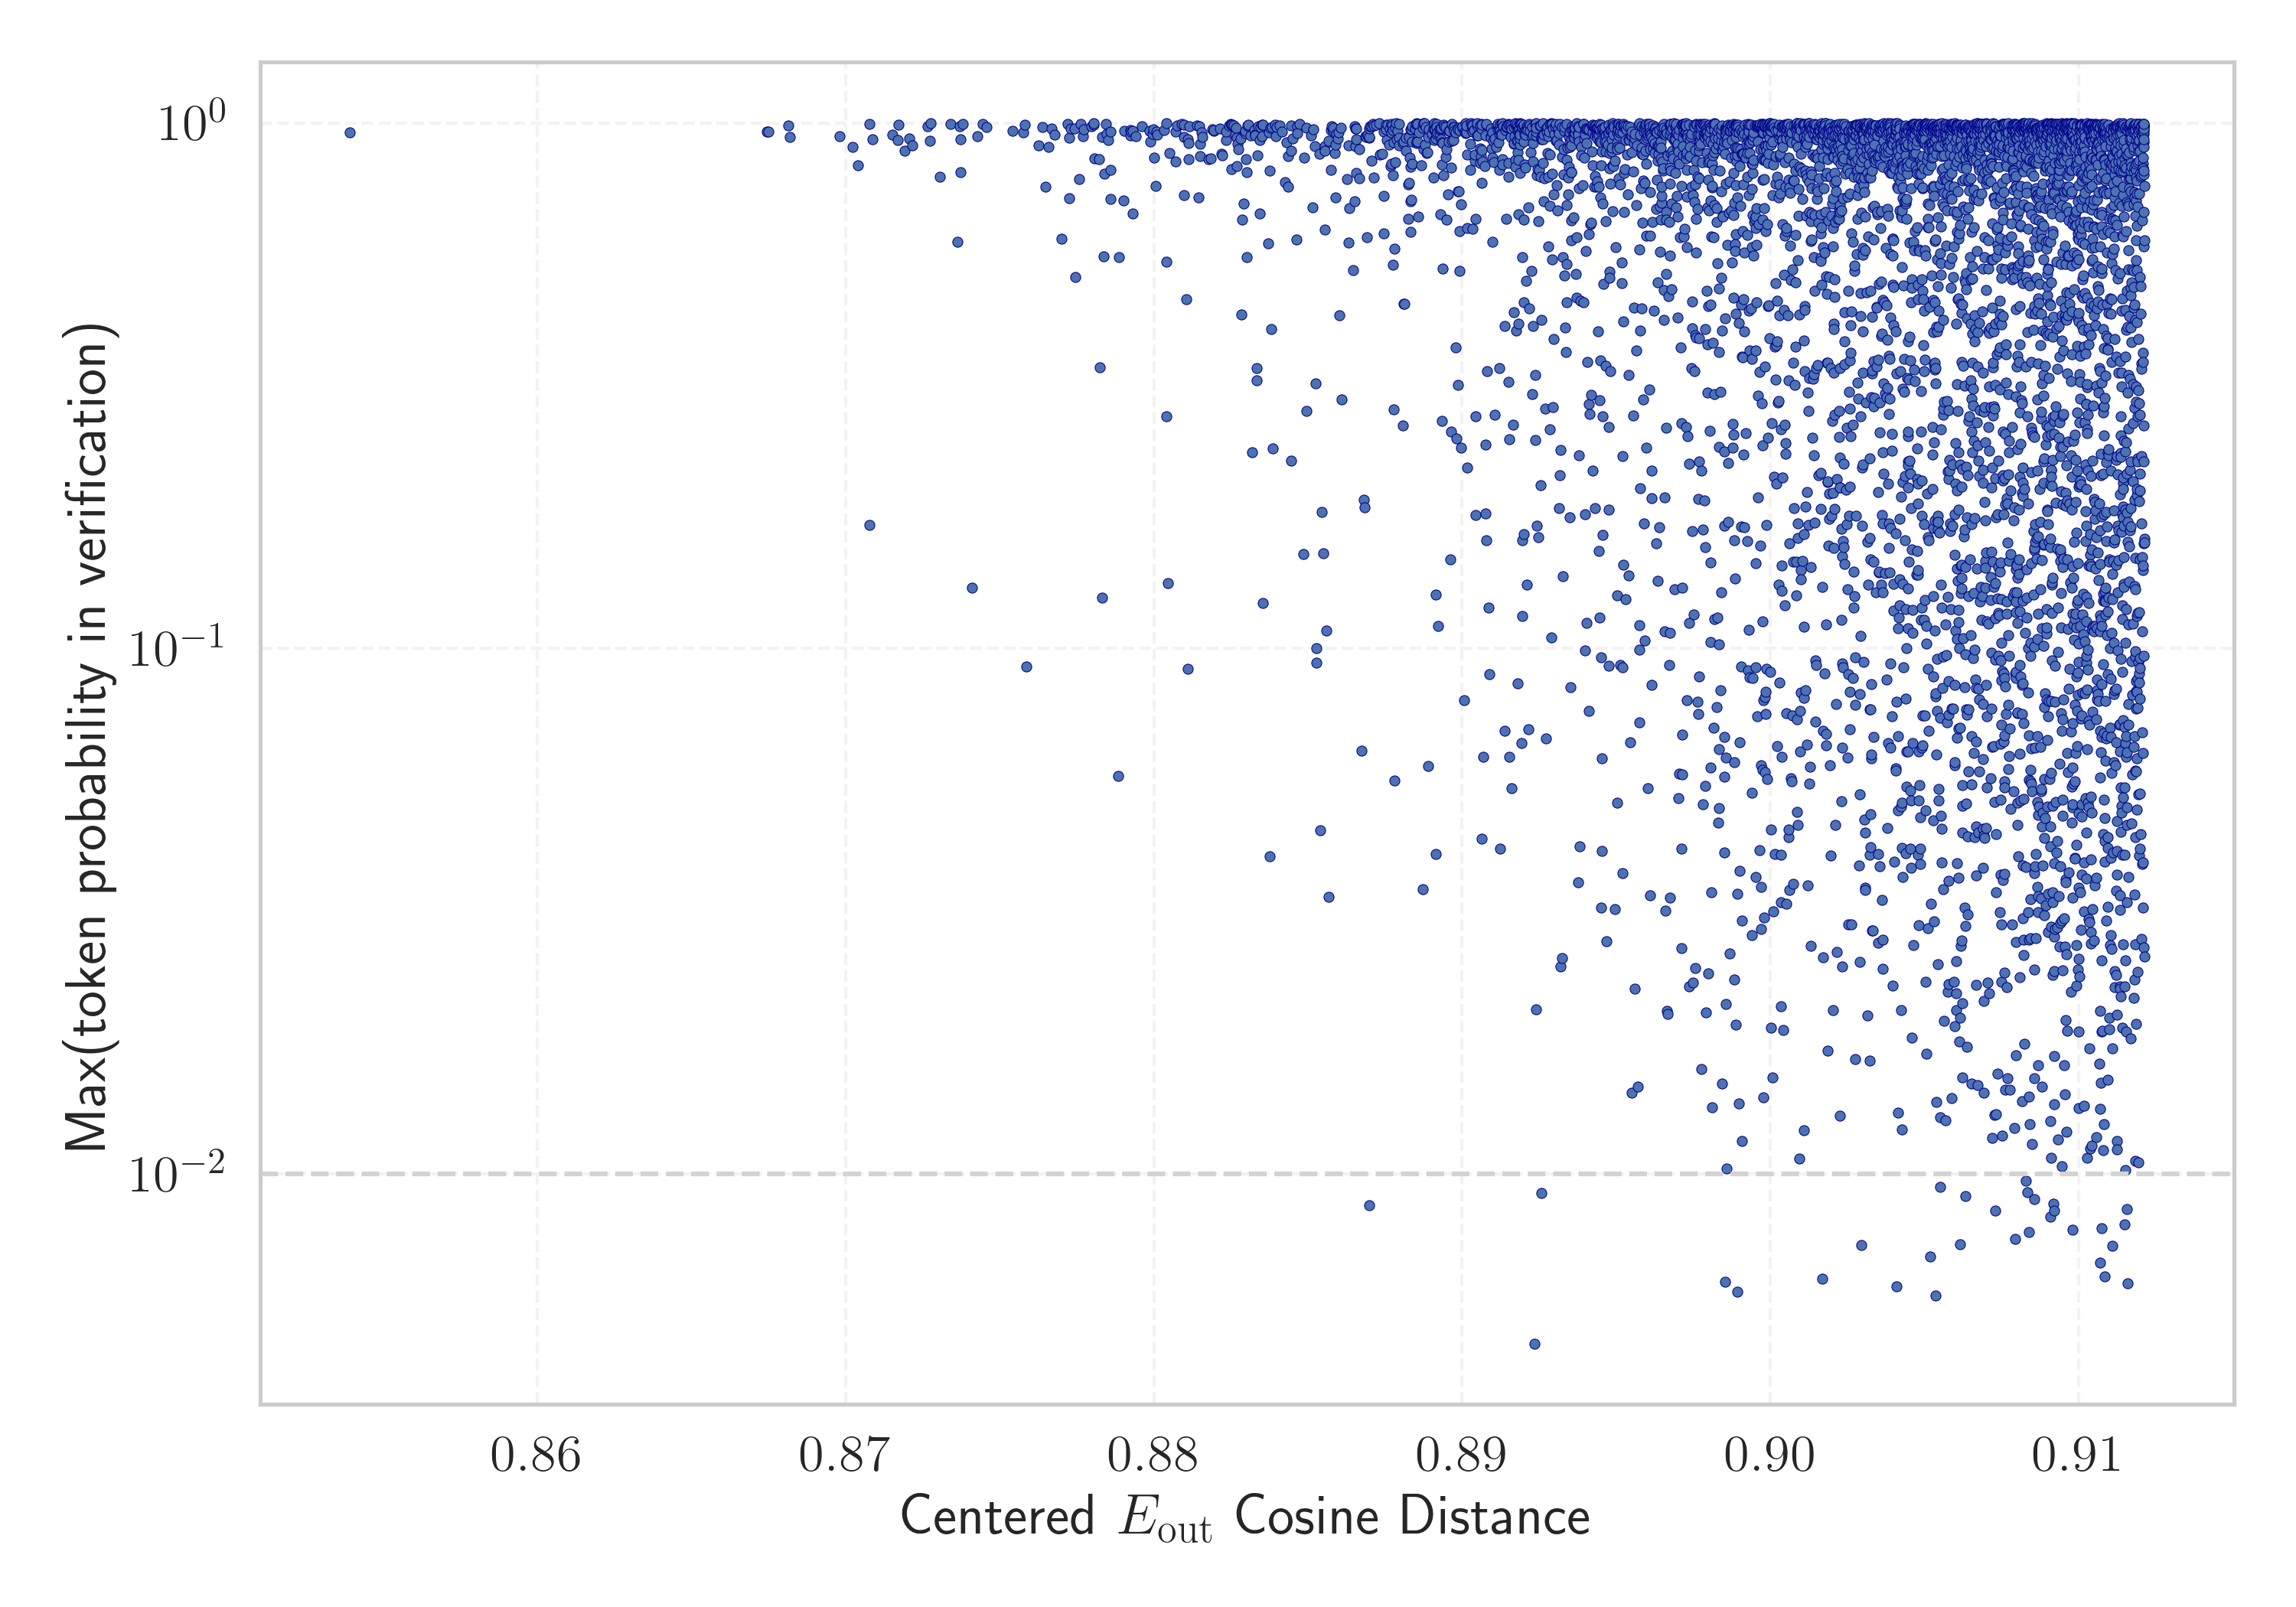 10^0
10^{-1}
10^{-2}
Max(token probability in verification)
0.86 0.87 0.88 0.89 0.90 0.91
Centered E_out Cosine Distance